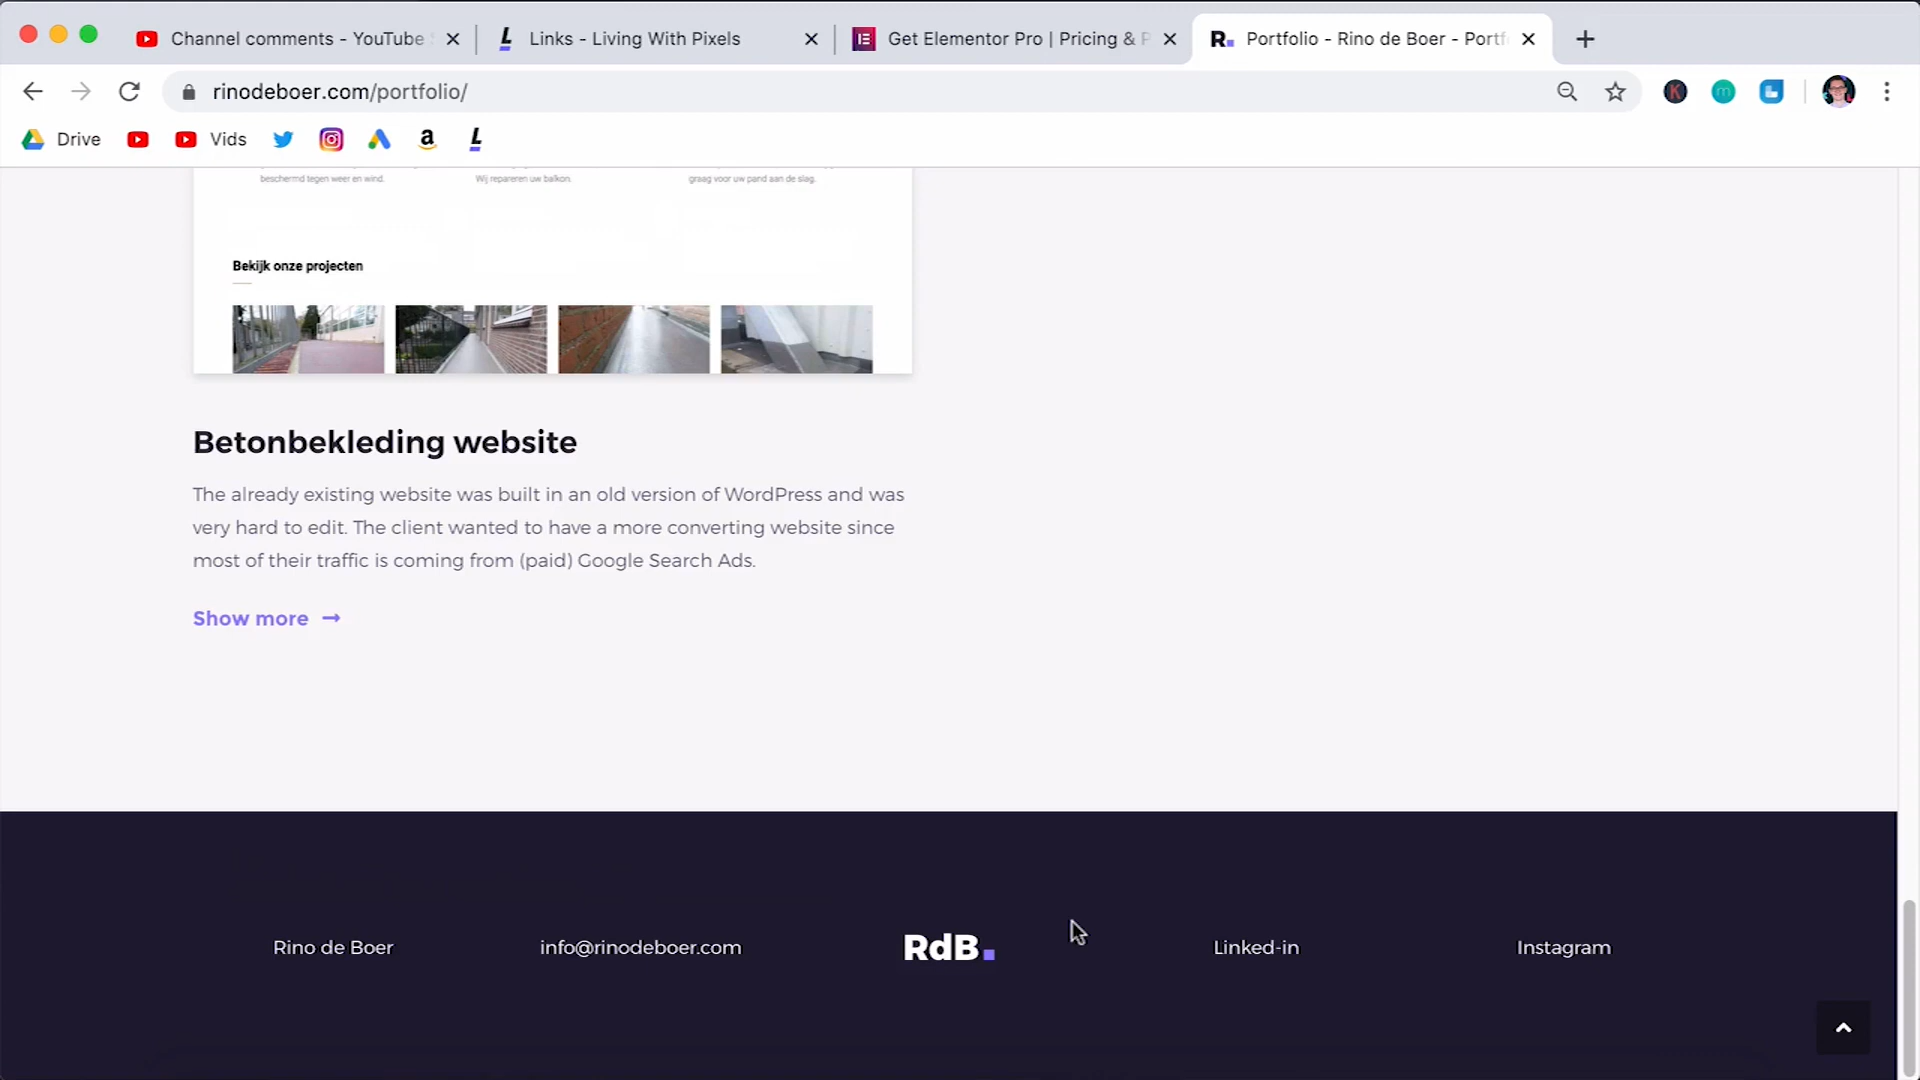 Channel comments - YouTube
Links - Living With Pixels
Get Elementor Pro | Pricing & P
Portfolio - Rino de Boer - Portf
rinodeboer.com/portfolio/
Drive
Vids
beschermd tegen weer en wind.
Wij repareren uw balkon.
graag voor uw pand aan de slag.
Bekijk onze projecten
Betonbekleding website
The already existing website was built in an old version of WordPress and was
very hard to edit. The client wanted to have a more converting website since
most of their traffic is coming from (paid) Google Search Ads.
Show more →
Rino de Boer
info@rinodeboer.com
RdB.
Linked-in
Instagram